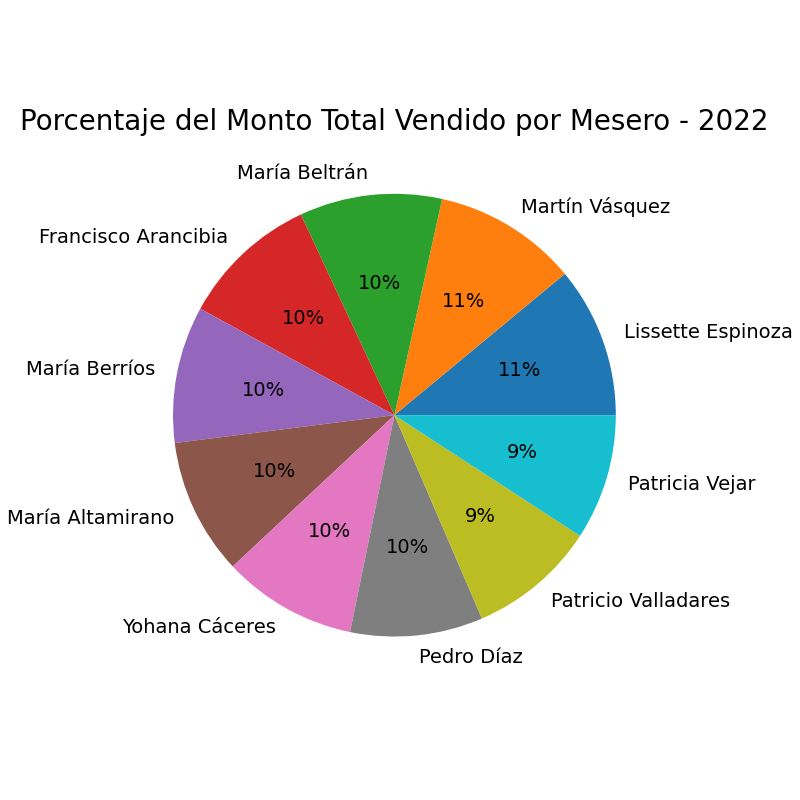 Porcentaje del Monto Total Vendido por Mesero - 2022
María Beltrán
Martín Vásquez
Francisco Arancibia
10%
11%
10%
Lissette Espinoza
María Berríos
11%
10%
9%
10%
Patricia Vejar
María Altamirano
9%
10%
10%
Patricio Valladares
Yohana Cáceres
Pedro Díaz